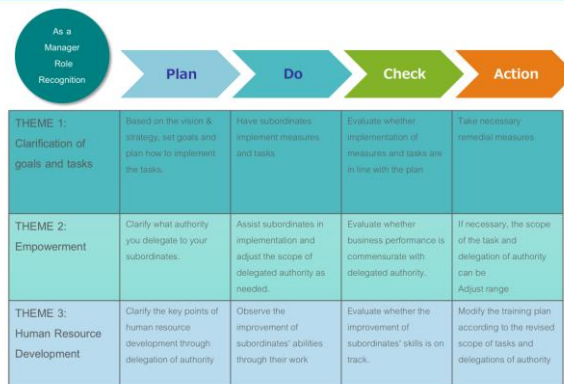 As a
Manager
Role
Recognition
Plan
Do
Check
Action
THEME 1:
Clarification of
goals and tasks
Based on the vision &
strategy, set goals and
plan how to implement
the tasks.
Have subordinates
implement measures
and tasks
Evaluate whether
implementation of
measures and tasks are
in line with the plan
Take necessary
remedial measures
THEME 2:
Empowerment
Clarify what authority
you delegate to your
subordinates.
Assist subordinates in
implementation and
adjust the scope of
delegated authority as
needed.
Evaluate whether
business performance is
commensurate with
delegated authority.
If necessary, the scope
of the task and
delegation of authority
can be
Adjust range
THEME 3:
Human Resource
Development
Clarify the key points of
human resource
development through
delegation of authority
Observe the
improvement of
subordinates' abilities
through their work
Evaluate whether the
improvement of
subordinates' skills is on
track.
Modify the training plan
according to the revised
scope of tasks and
delegations of authority